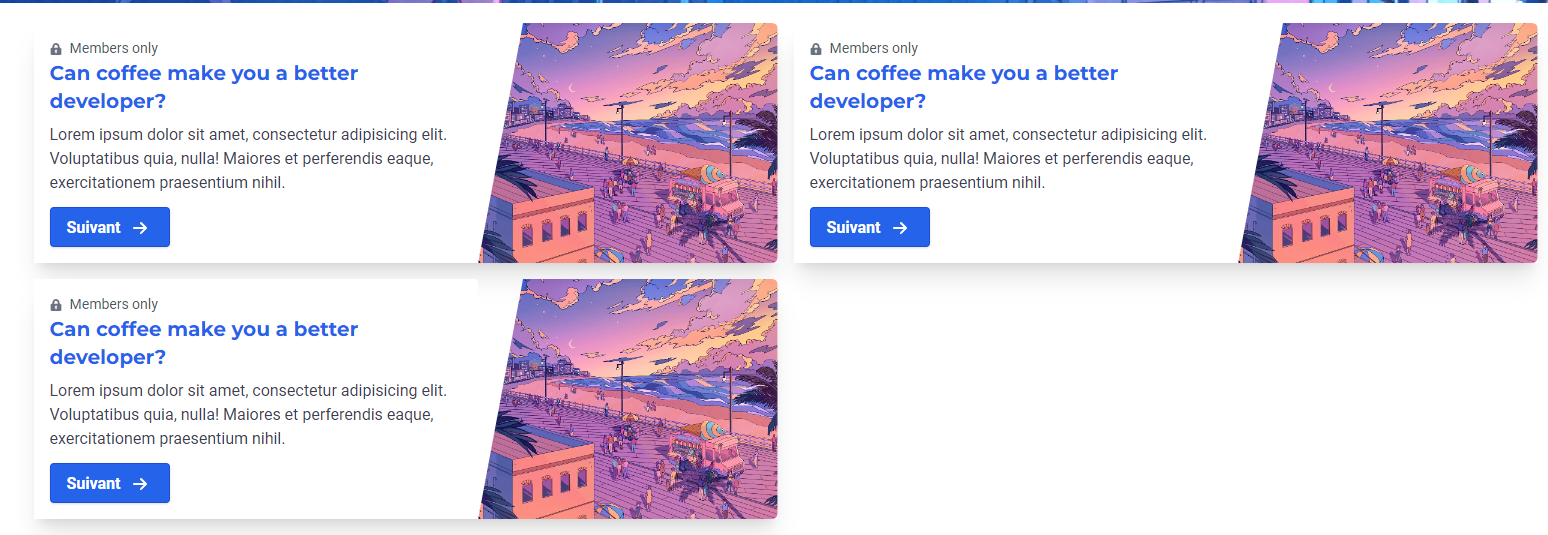 Members only
Can coffee make you a better
developer?
Lorem ipsum dolor sit amet, consectetur adipisicing elit.
Voluptatibus quia, nulla! Maiores et perferendis eaque,
exercitationem praesentium nihil.
Suivant
Members only
Can coffee make you a better
developer?
Lorem ipsum dolor sit amet, consectetur adipisicing elit.
Voluptatibus quia, nulla! Maiores et perferendis eaque,
exercitationem praesentium nihil.
Suivant
Members only
Can coffee make you a better
developer?
Lorem ipsum dolor sit amet, consectetur adipisicing elit.
Voluptatibus quia, nulla! Maiores et perferendis eaque,
exercitationem praesentium nihil.
Suivant